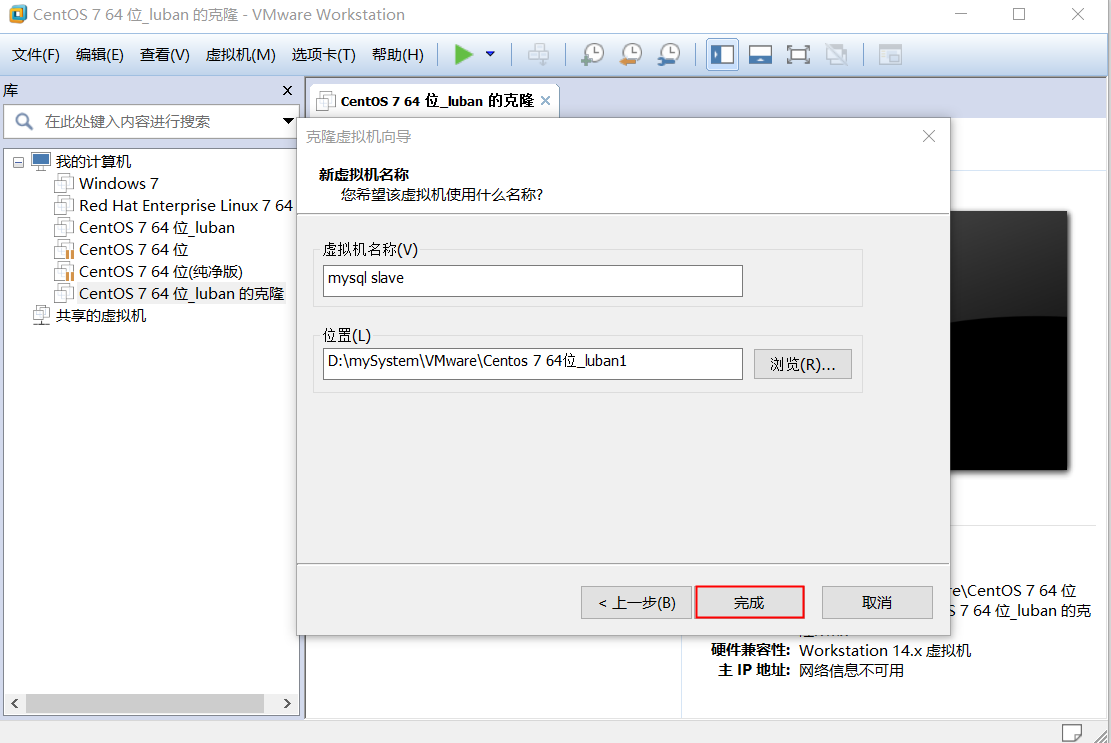 CentOS 7 64 位_luban 的克隆 - VMware Workstation
文件(F) 编辑(E) 查看(V) 虚拟机(M) 选项卡(T) 帮助(H)
库
在此处键入内容进行搜索
我的计算机
Windows 7
Red Hat Enterprise Linux 7 64
CentOS 7 64 位_luban
CentOS 7 64 位
CentOS 7 64 位(纯净版)
CentOS 7 64 位_luban 的克隆
共享的虚拟机
CentOS 7 64 位_luban 的克隆
克隆虚拟机向导
新虚拟机名称
您希望该虚拟机使用什么名称?
虚拟机名称(V)
mysql slave
位置(L)
D:\mySystem\VMware\Centos 7 64位_luban1
浏览(R)...
< 上一步(B)
完成
取消
re\CentOS 7 64 位
S 7 64 位_luban 的克
硬件兼容性: Workstation 14.x 虚拟机
主 IP 地址: 网络信息不可用